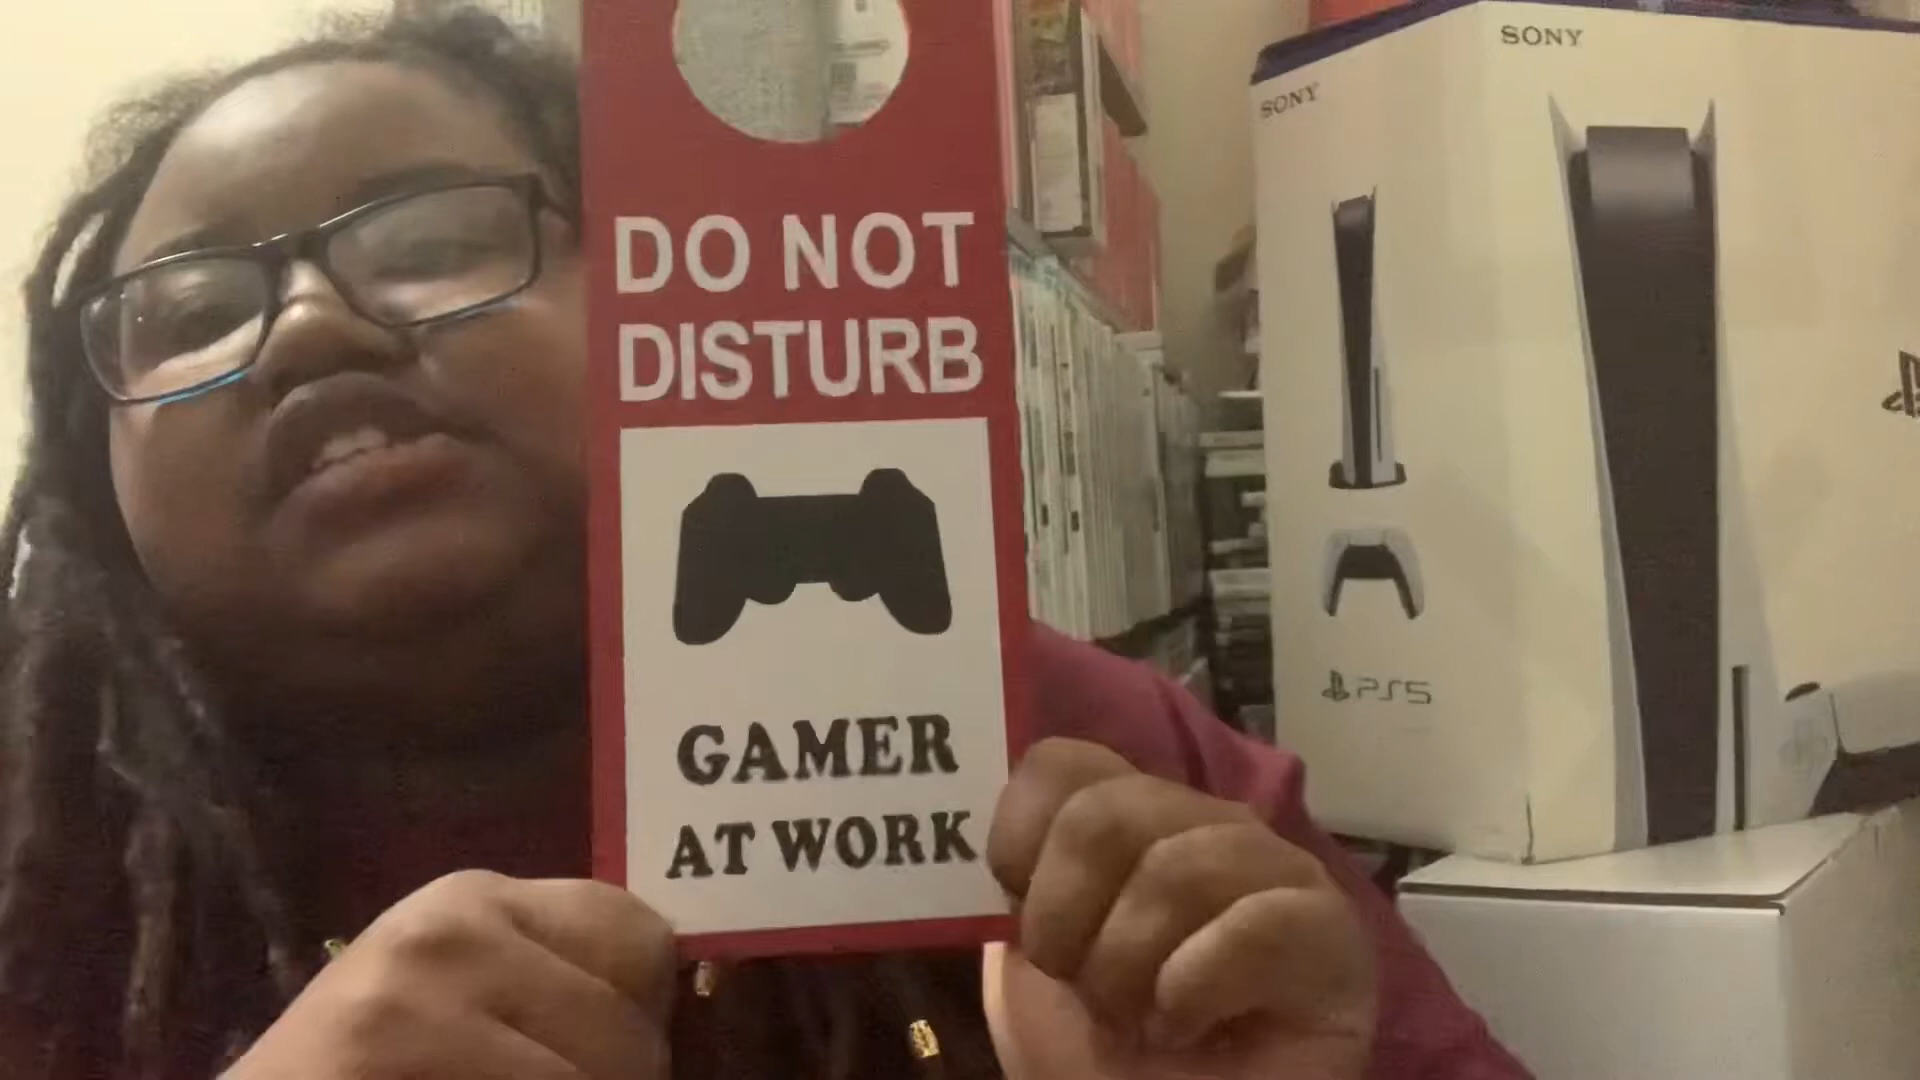 DO NOT
DISTURB
GAMER
AT WORK
SONY
SONY
PS5